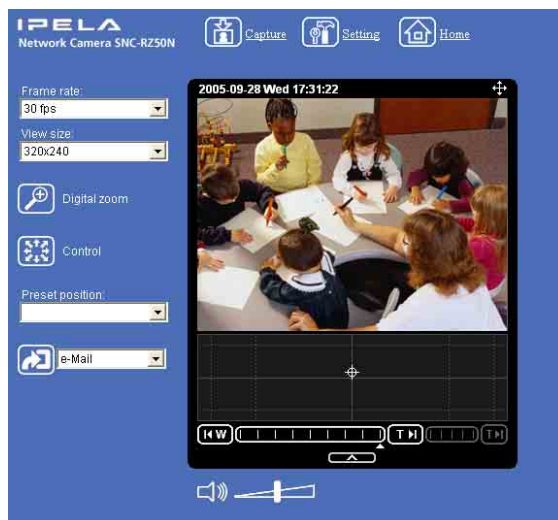 IPELA
Network Camera SNC-RZ50N
Capture
Setting
Home
Frame rate:
30 fps
View size:
320x240
Digital zoom
Control
Preset position:
e-Mail
2005-09-28 Wed 17:31:22
W
T
T